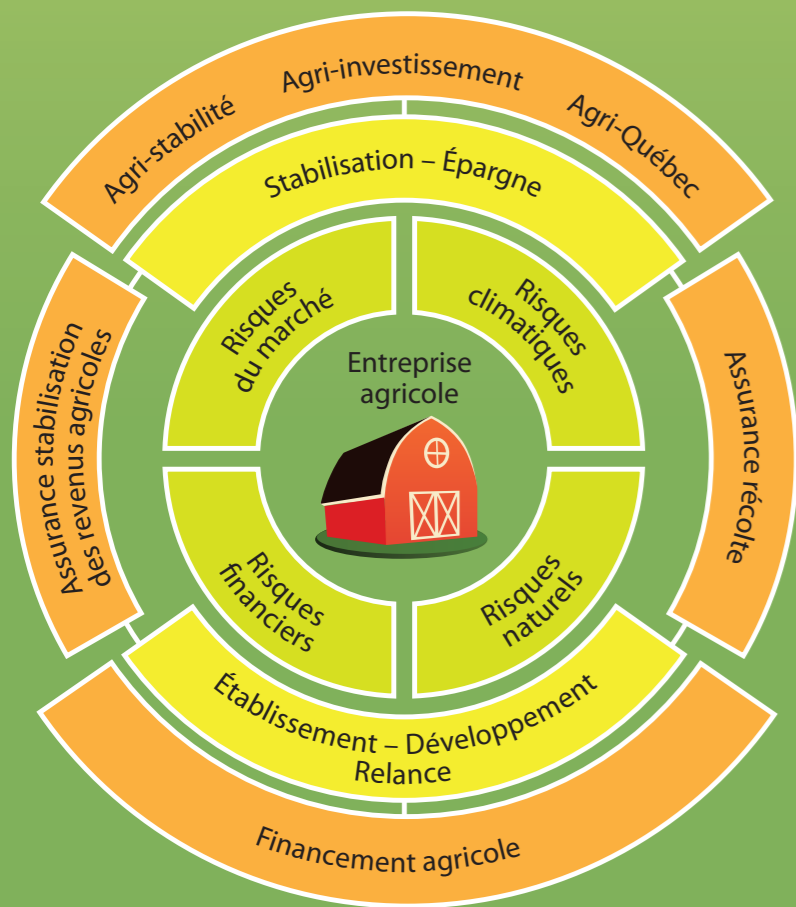 Agri-stabilité
Agri-investissement
Agri-Québec
Stabilisation – Épargne
Risques
du marché
Risques
climatiques
Entreprise
agricole
Assurance stabilisation
des revenus agricoles
Assurance récolte
Risques
financiers
Risques
naturels
Établissement – Développement
Relance
Financement agricole